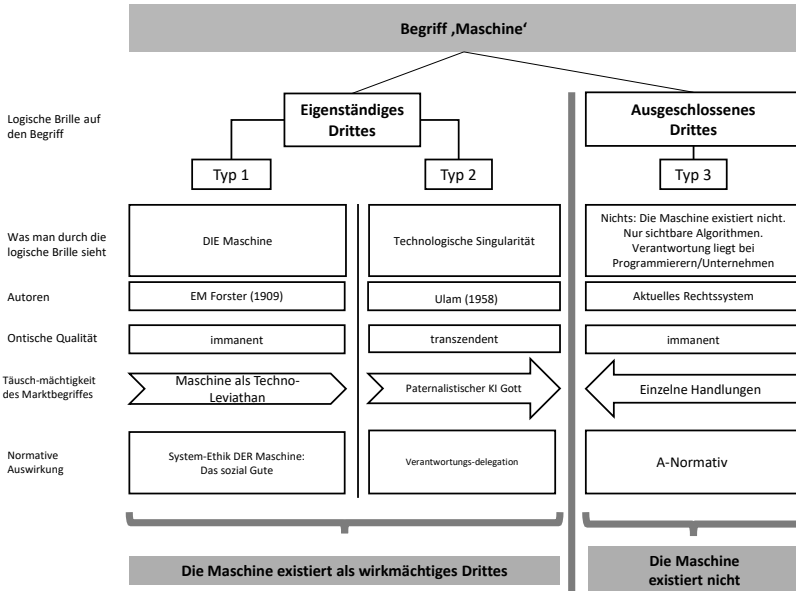 Begriff ‚Maschine‘
Logische Brille auf
den Begriff
Eigenständiges
Drittes
Ausgeschlossenes
Drittes
Typ 1
Typ 2
Typ 3
Was man durch die
logische Brille sieht
DIE Maschine
Technologische Singularität
Nichts: Die Maschine existiert nicht.
Nur sichtbare Algorithmen.
Verantwortung liegt bei
Programmierern/Unternehmen
Autoren
EM Forster (1909)
Ulam (1958)
Aktuelles Rechtssystem
Ontische Qualität
immanent
transzendent
immanent
Täusch-mächtigkeit
des Marktbegriffes
Maschine als Techno-
Leviathan
Paternalistischer KI Gott
Einzelne Handlungen
Normative
Auswirkung
System-Ethik DER Maschine:
Das sozial Gute
Verantwortungs-delegation
A-Normativ
Die Maschine existiert als wirkmächtiges Drittes
Die Maschine
existiert nicht